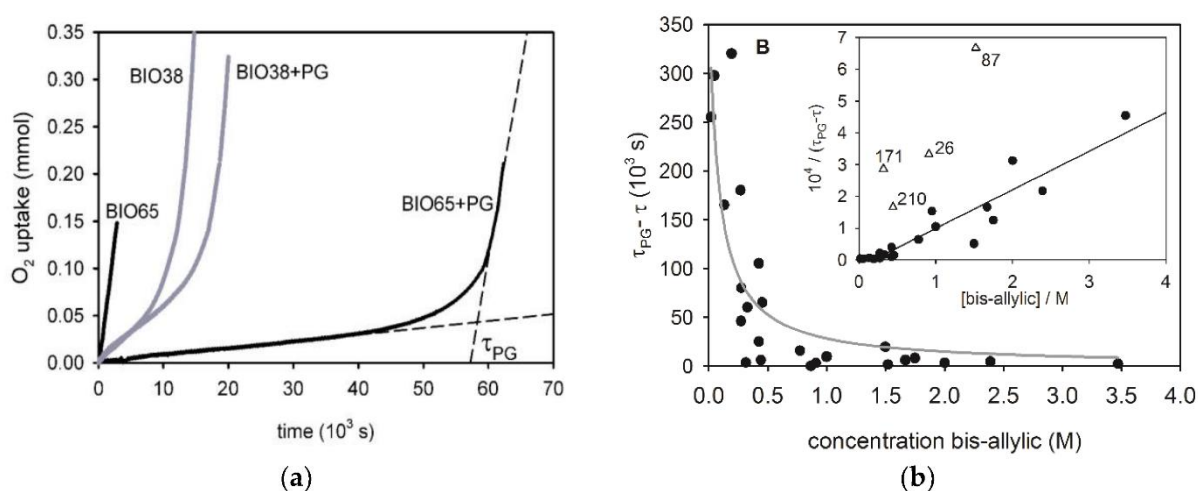 0.35
0.30
0.25
0.20
0.15
0.10
0.05
0.00
O₂ uptake (mmol)
BIO38
BIO38+PG
BIO65
BIO65+PG
τPG
0 10 20 30 40 50 60 70
time (10³ s)
(a)
350
300
250
200
150
100
50
0
τPG- τ (10³ s)
B
7
6
5
4
3
2
1
0
10⁴ / (τPG-τ)
87
171
26
210
0 1 2 3 4
[bis-allylic] / M
0.0 0.5 1.0 1.5 2.0 2.5 3.0 3.5 4.0
concentration bis-allylic (M)
(b)